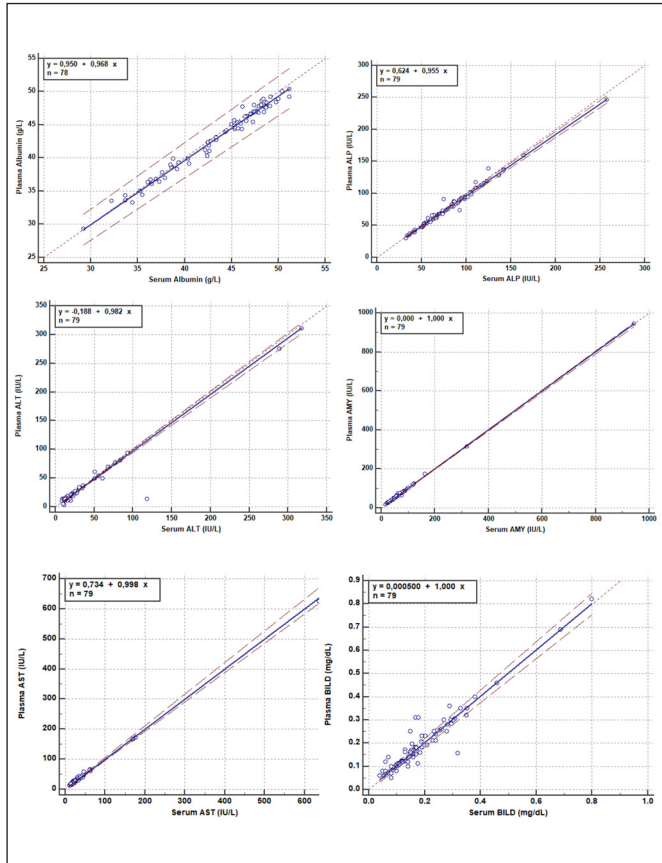 y = 0,950 + 0,968 x
n = 78
55
50
45
40
35
30
25
Plasma Albumin (g/L)
25 30 35 40 45 50 55
Serum Albumin (g/L)
y = 0,624 + 0,955 x
n = 79
300
250
200
150
100
50
0
Plasma ALP (IU/L)
0 50 100 150 200 250 300
Serum ALP (IU/L)
y = -0,188 + 0,982 x
n = 79
350
300
250
200
150
100
50
0
Plasma ALT (IU/L)
0 50 100 150 200 250 300 350
Serum ALT (IU/L)
y = 0,000 + 1,000 x
n = 79
1000
800
600
400
200
0
Plasma AMY (IU/L)
0 200 400 600 800 1000
Serum AMY (IU/L)
y = 0,734 + 0,998 x
n = 79
700
600
500
400
300
200
100
0
Plasma AST (IU/L)
0 100 200 300 400 500 600
Serum AST (IU/L)
y = 0,000500 + 1,000 x
n = 79
0.9
0.8
0.7
0.6
0.5
0.4
0.3
0.2
0.1
0.0
Plasma BILD (mg/dL)
0.0 0.2 0.4 0.6 0.8 1.0
Serum BILD (mg/dL)